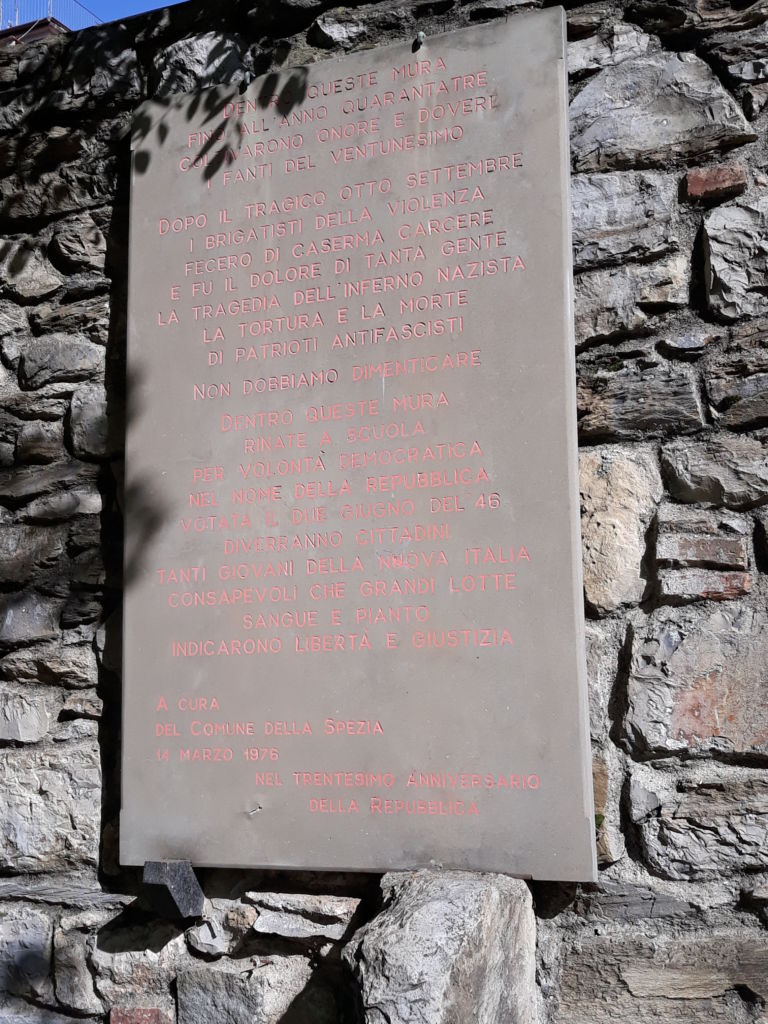 DENTRO QUESTE MURA
FINO ALL'ANNO QUARANTATRE
COLTIVARONO ONORE E DOVERE
I FANTI DEL VENTUNESIMO
DOPO IL TRAGICO OTTO SETTEMBRE
I BRIGATISTI DELLA VIOLENZA
FECERO DI CASERMA CARCERE
E FU IL DOLORE DI TANTA GENTE
LA TRAGEDIA DELL'INFERNO NAZISTA
LA TORTURA E LA MORTE
DI PATRIOTI ANTIFASCISTI
NON DOBBIAMO DIMENTICARE
DENTRO QUESTE MURA
RINATE A SCUOLA
PER VOLONTÀ DEMOCRATICA
NEL NOME DELLA REPUBBLICA
VOTATA IL DUE GIUGNO DEL 46
DIVERRANNO CITTADINI
TANTI GIOVANI DELLA NUOVA ITALIA
CONSAPEVOLI CHE GRANDI LOTTE
SANGUE E PIANTO
INDICARONO LIBERTÀ E GIUSTIZIA
A CURA
DEL COMUNE DELLA SPEZIA
14 MARZO 1976
NEL TRENTESIMO ANNIVERSARIO
DELLA REPUBBLICA